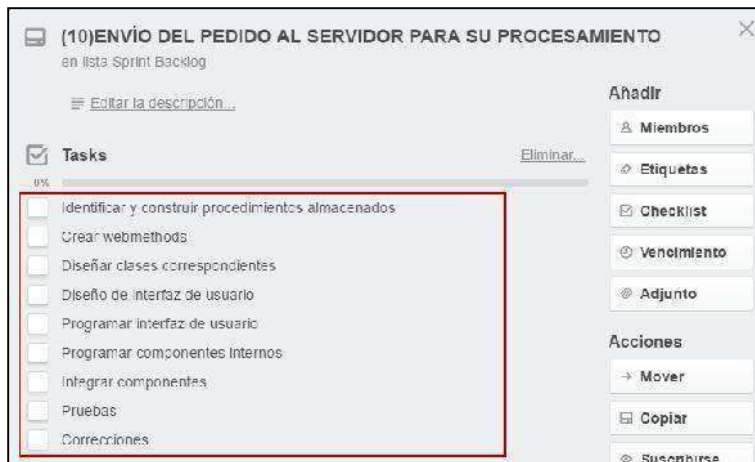 (10)ENVÍO DEL PEDIDO AL SERVIDOR PARA SU PROCESAMIENTO
en lista Sprint Backlog
Editar la descripción...
Tasks
Eliminar...
0%
Identificar y construir procedimientos almacenados
Crear webmethods
Diseñar clases correspondientes
Diseño de interfaz de usuario
Programar interfaz de usuario
Programar componentes internos
Integrar componentes
Pruebas
Correcciones
Añadir
Miembros
Etiquetas
Checklist
Vencimiento
Adjunto
Acciones
Mover
Copiar
Suscribirse